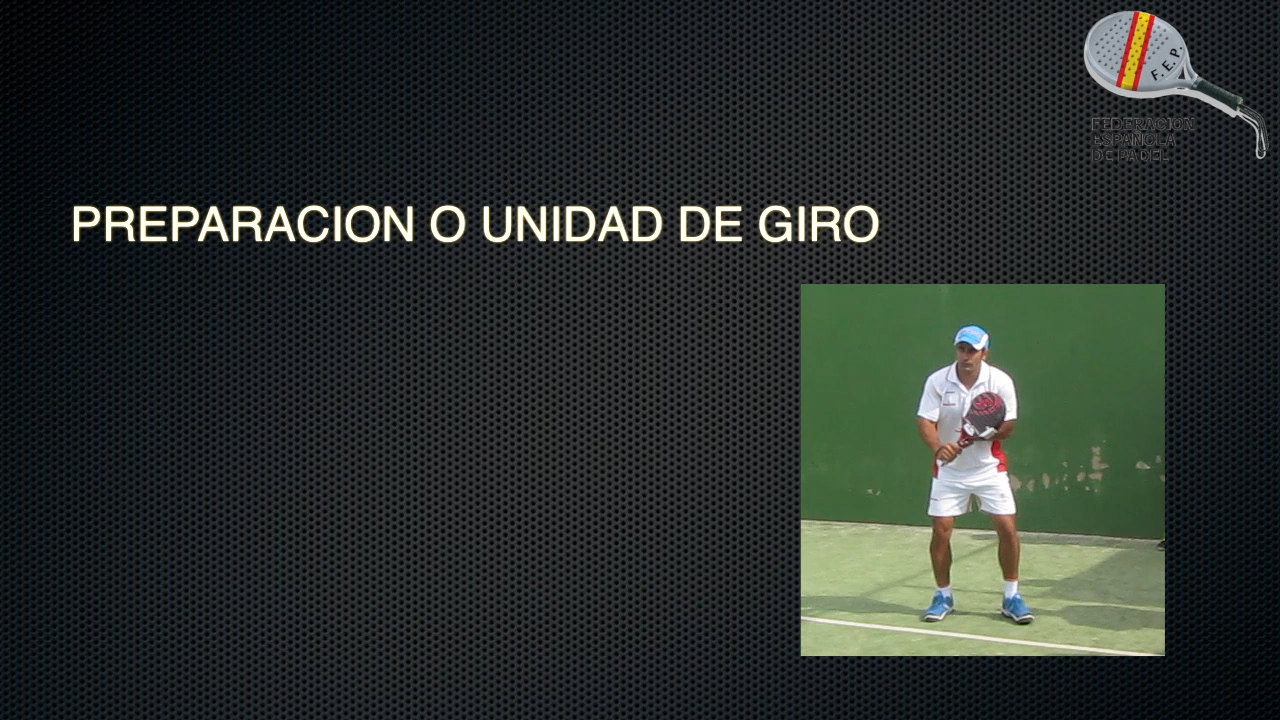 F.E.P.
FEDERACION
ESPAÑOLA
DE PADEL
PREPARACION O UNIDAD DE GIRO